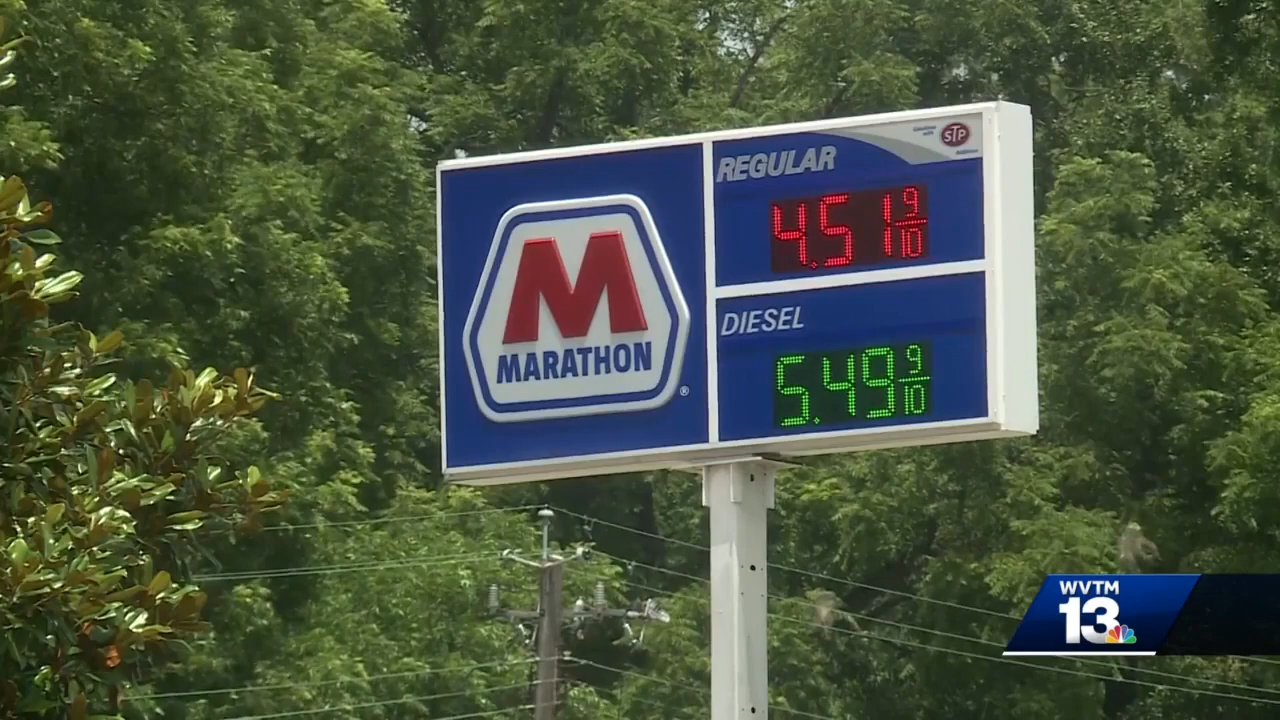 M
MARATHON
®
REGULAR
STP
4.51 9/10
DIESEL
5.49 9/10
WVTM
13